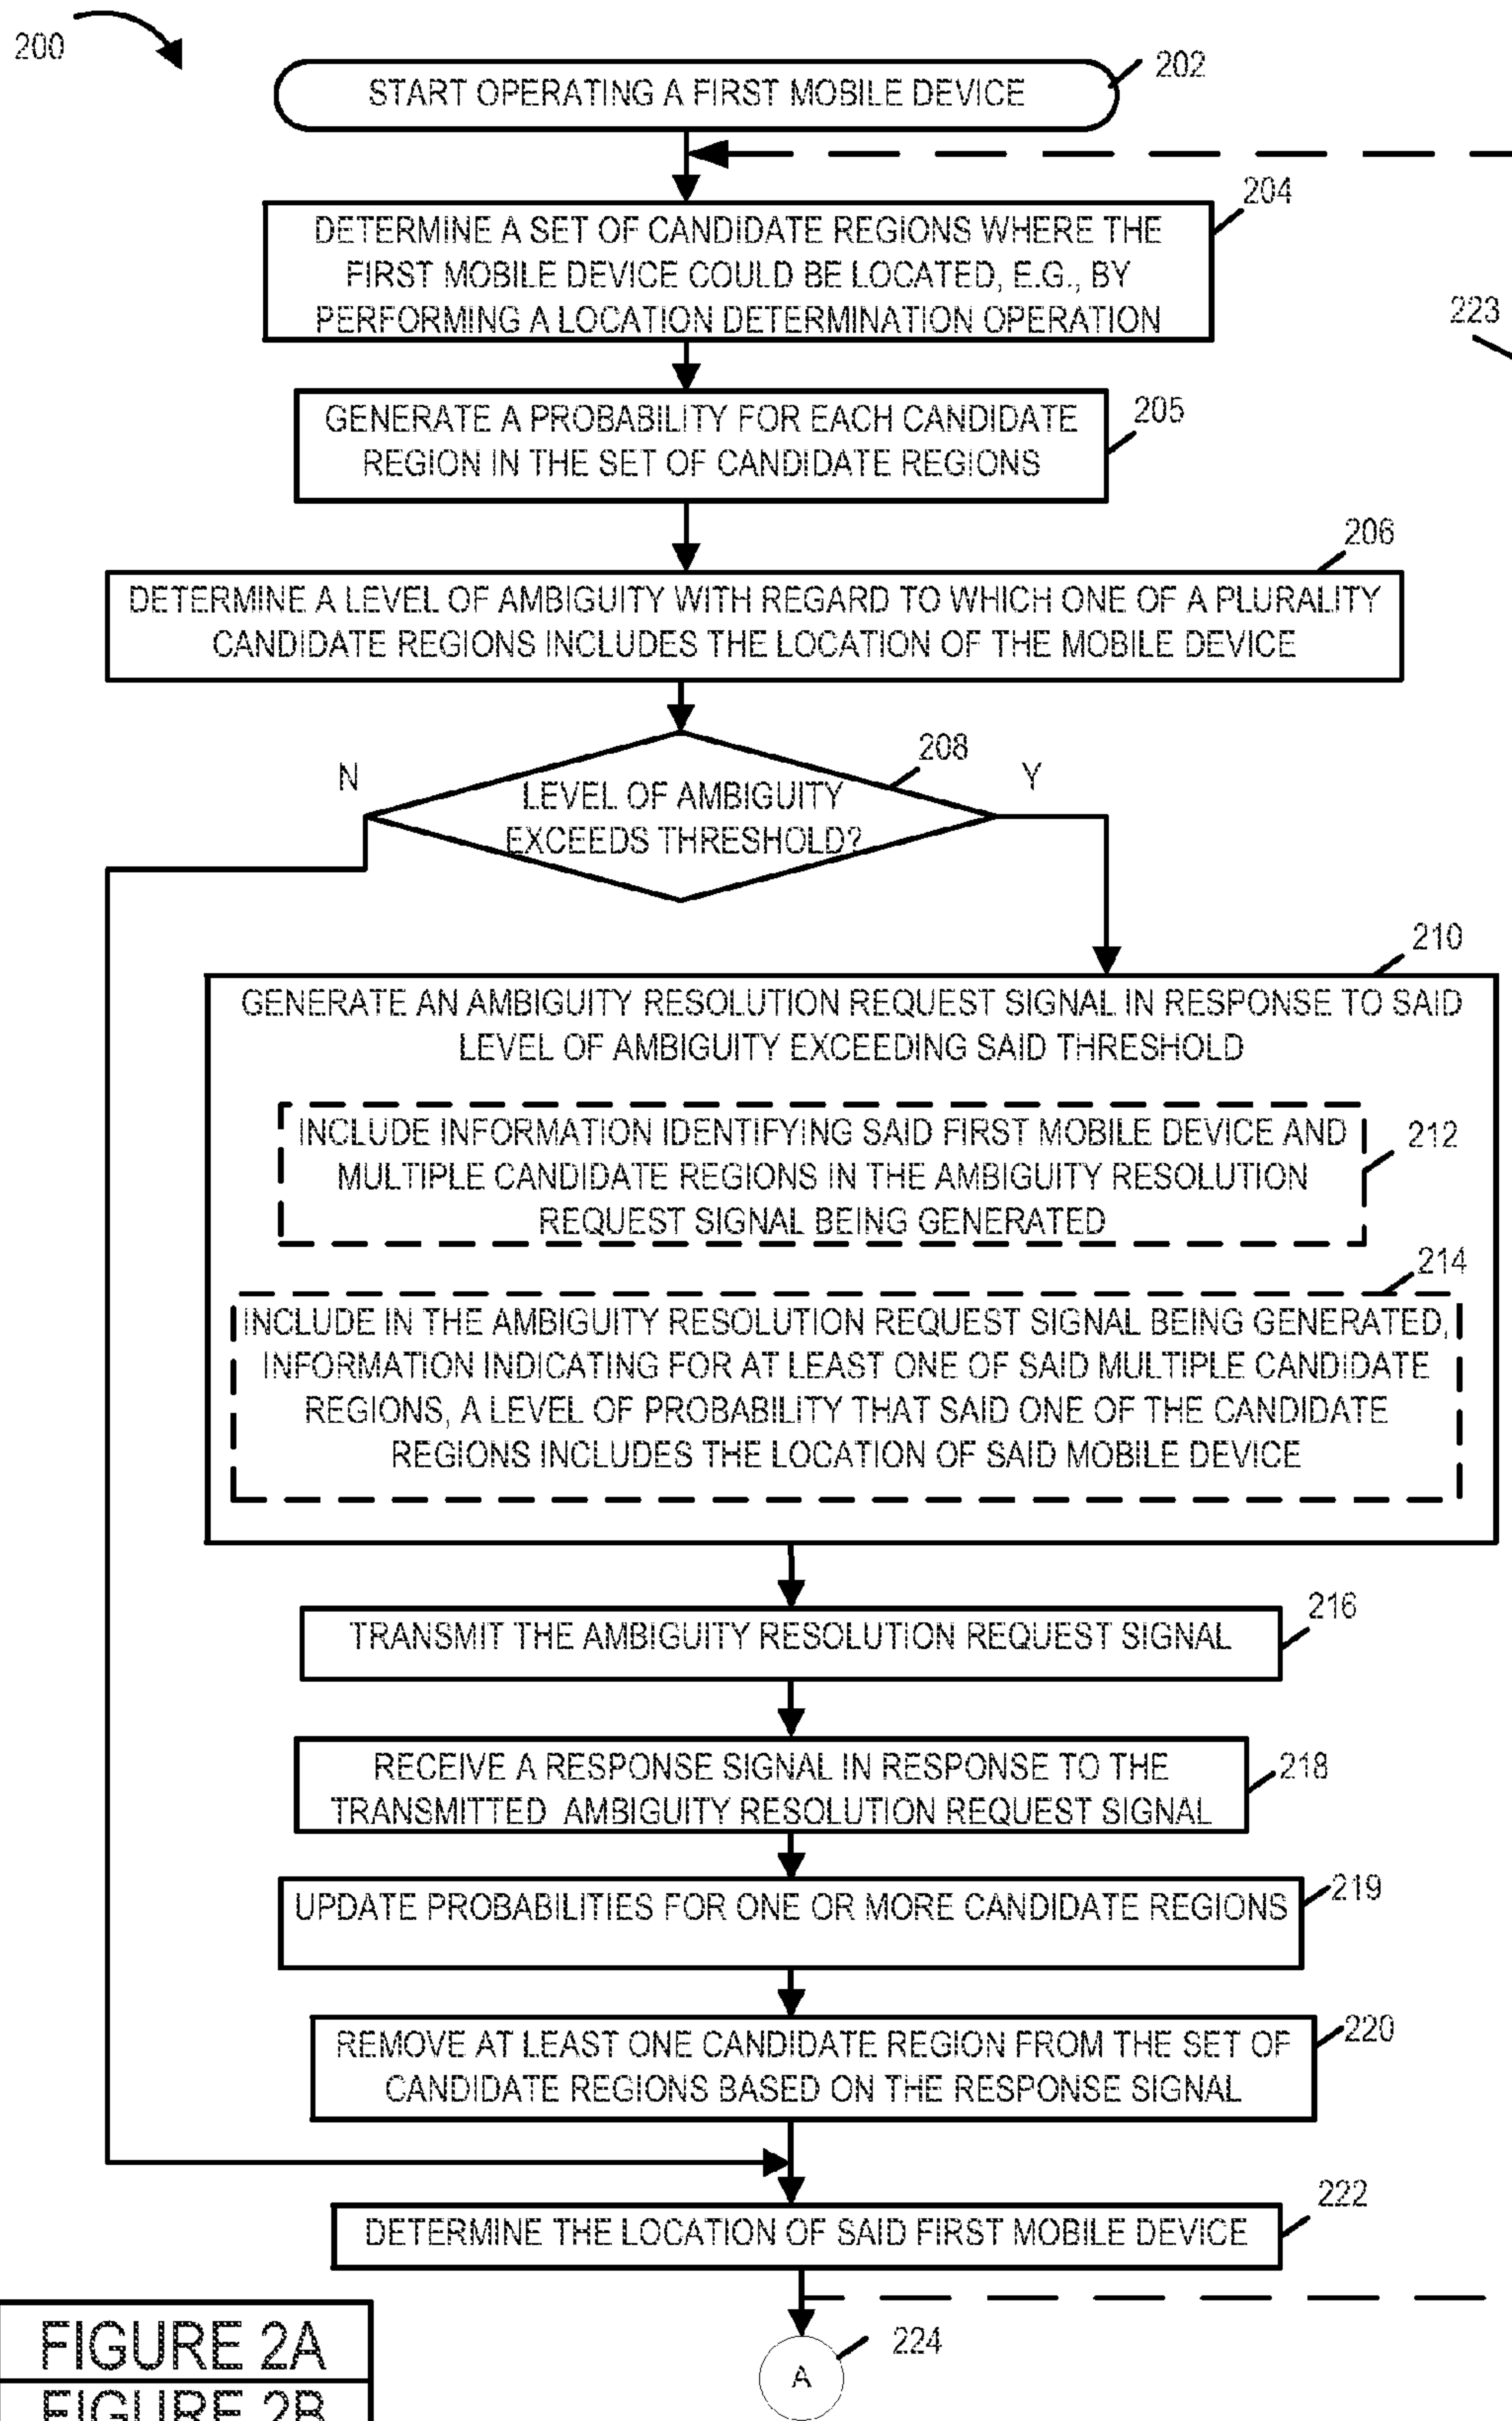 200
START OPERATING A FIRST MOBILE DEVICE
202
204
DETERMINE A SET OF CANDIDATE REGIONS WHERE THE
FIRST MOBILE DEVICE COULD BE LOCATED, E.G., BY
PERFORMING A LOCATION DETERMINATION OPERATION
223
205
GENERATE A PROBABILITY FOR EACH CANDIDATE
REGION IN THE SET OF CANDIDATE REGIONS
206
DETERMINE A LEVEL OF AMBIGUITY WITH REGARD TO WHICH ONE OF A PLURALITY
CANDIDATE REGIONS INCLUDES THE LOCATION OF THE MOBILE DEVICE
208
N
Y
LEVEL OF AMBIGUITY
EXCEEDS THRESHOLD?
210
GENERATE AN AMBIGUITY RESOLUTION REQUEST SIGNAL IN RESPONSE TO SAID
LEVEL OF AMBIGUITY EXCEEDING SAID THRESHOLD
INCLUDE INFORMATION IDENTIFYING SAID FIRST MOBILE DEVICE AND
MULTIPLE CANDIDATE REGIONS IN THE AMBIGUITY RESOLUTION
REQUEST SIGNAL BEING GENERATED
212
214
INCLUDE IN THE AMBIGUITY RESOLUTION REQUEST SIGNAL BEING GENERATED,
INFORMATION INDICATING FOR AT LEAST ONE OF SAID MULTIPLE CANDIDATE
REGIONS, A LEVEL OF PROBABILITY THAT SAID ONE OF THE CANDIDATE
REGIONS INCLUDES THE LOCATION OF SAID MOBILE DEVICE
216
TRANSMIT THE AMBIGUITY RESOLUTION REQUEST SIGNAL
RECEIVE A RESPONSE SIGNAL IN RESPONSE TO THE
TRANSMITTED AMBIGUITY RESOLUTION REQUEST SIGNAL
218
UPDATE PROBABILITIES FOR ONE OR MORE CANDIDATE REGIONS
219
REMOVE AT LEAST ONE CANDIDATE REGION FROM THE SET OF
CANDIDATE REGIONS BASED ON THE RESPONSE SIGNAL
220
222
DETERMINE THE LOCATION OF SAID FIRST MOBILE DEVICE
A
224
FIGURE 2A
FIGURE 2B